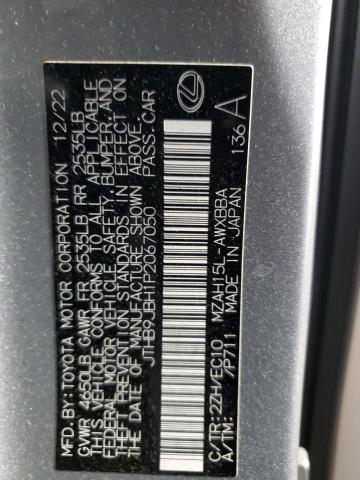 MFD.BY:TOYOTA MOTOR CORPORATION 12/22
GVWR 4650LB GAWR FR 2535LB RR 2535LB
THIS VEHICLE CONFORMS TO ALL APPLICABLE
FEDERAL MOTOR VEHICLE SAFETY, BUMPER, AND
THEFT PREVENTION STANDARDS IN EFFECT ON
THE DATE OF MANUFACTURE SHOWN ABOVE.
JTHB9JBH1P2067050 PASS.CAR
C/TR:2ZH/EC10 MZAH15L-AWXBBA
A/TM: /P711 MADE IN JAPAN 136 A